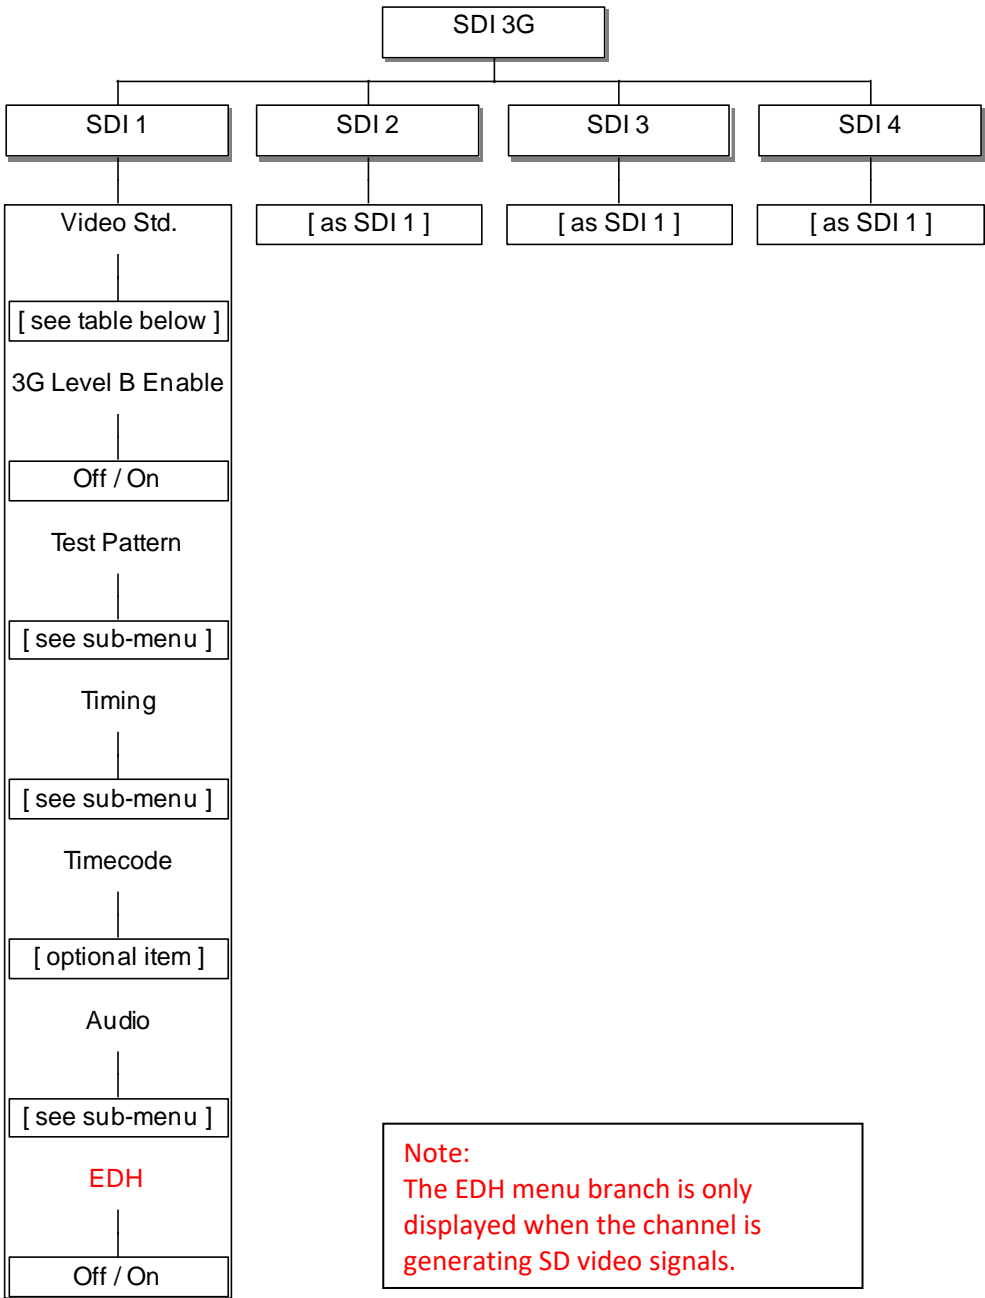 SDI 3G
SDI 1
SDI 2
SDI 3
SDI 4
Video Std.
[ as SDI 1 ]
[ as SDI 1 ]
[ as SDI 1 ]
[ see table below ]
3G Level B Enable
Off / On
Test Pattern
[ see sub-menu ]
Timing
[ see sub-menu ]
Timecode
[ optional item ]
Audio
[ see sub-menu ]
EDH
Off / On
Note:
The EDH menu branch is only
displayed when the channel is
generating SD video signals.